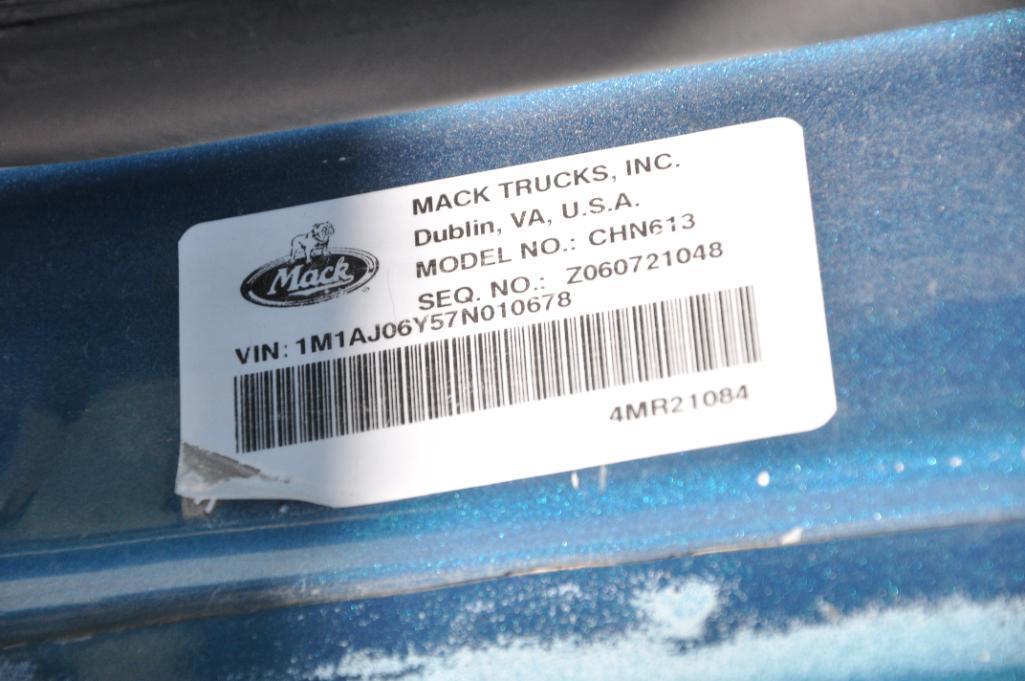 MACK TRUCKS, INC.
Dublin, VA, U.S.A.
MODEL NO.: CHN613
SEQ. NO.: Z060721048
Mack
VIN: 1M1AJ06Y57N010678
4MR21084